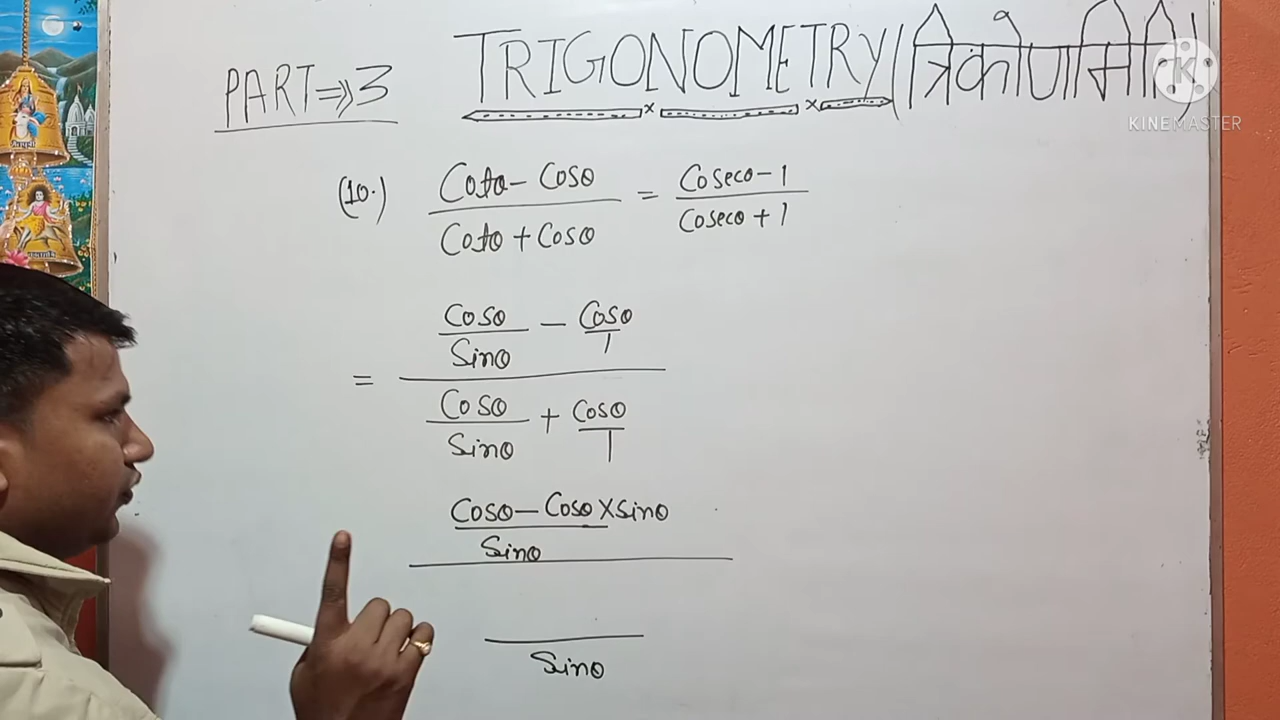 PART⇒3 TRIGONOMETRY (त्रिकोणमिति)
KINEMASTER
(10.) Cotθ - Cosθ / Cotθ + Cosθ = Cosecθ - 1 / Cosecθ + 1
= Cosθ / Sinθ - Cosθ / 1
Cosθ / Sinθ + Cosθ / 1
Cosθ - Cosθ × Sinθ
Sinθ
Sinθ